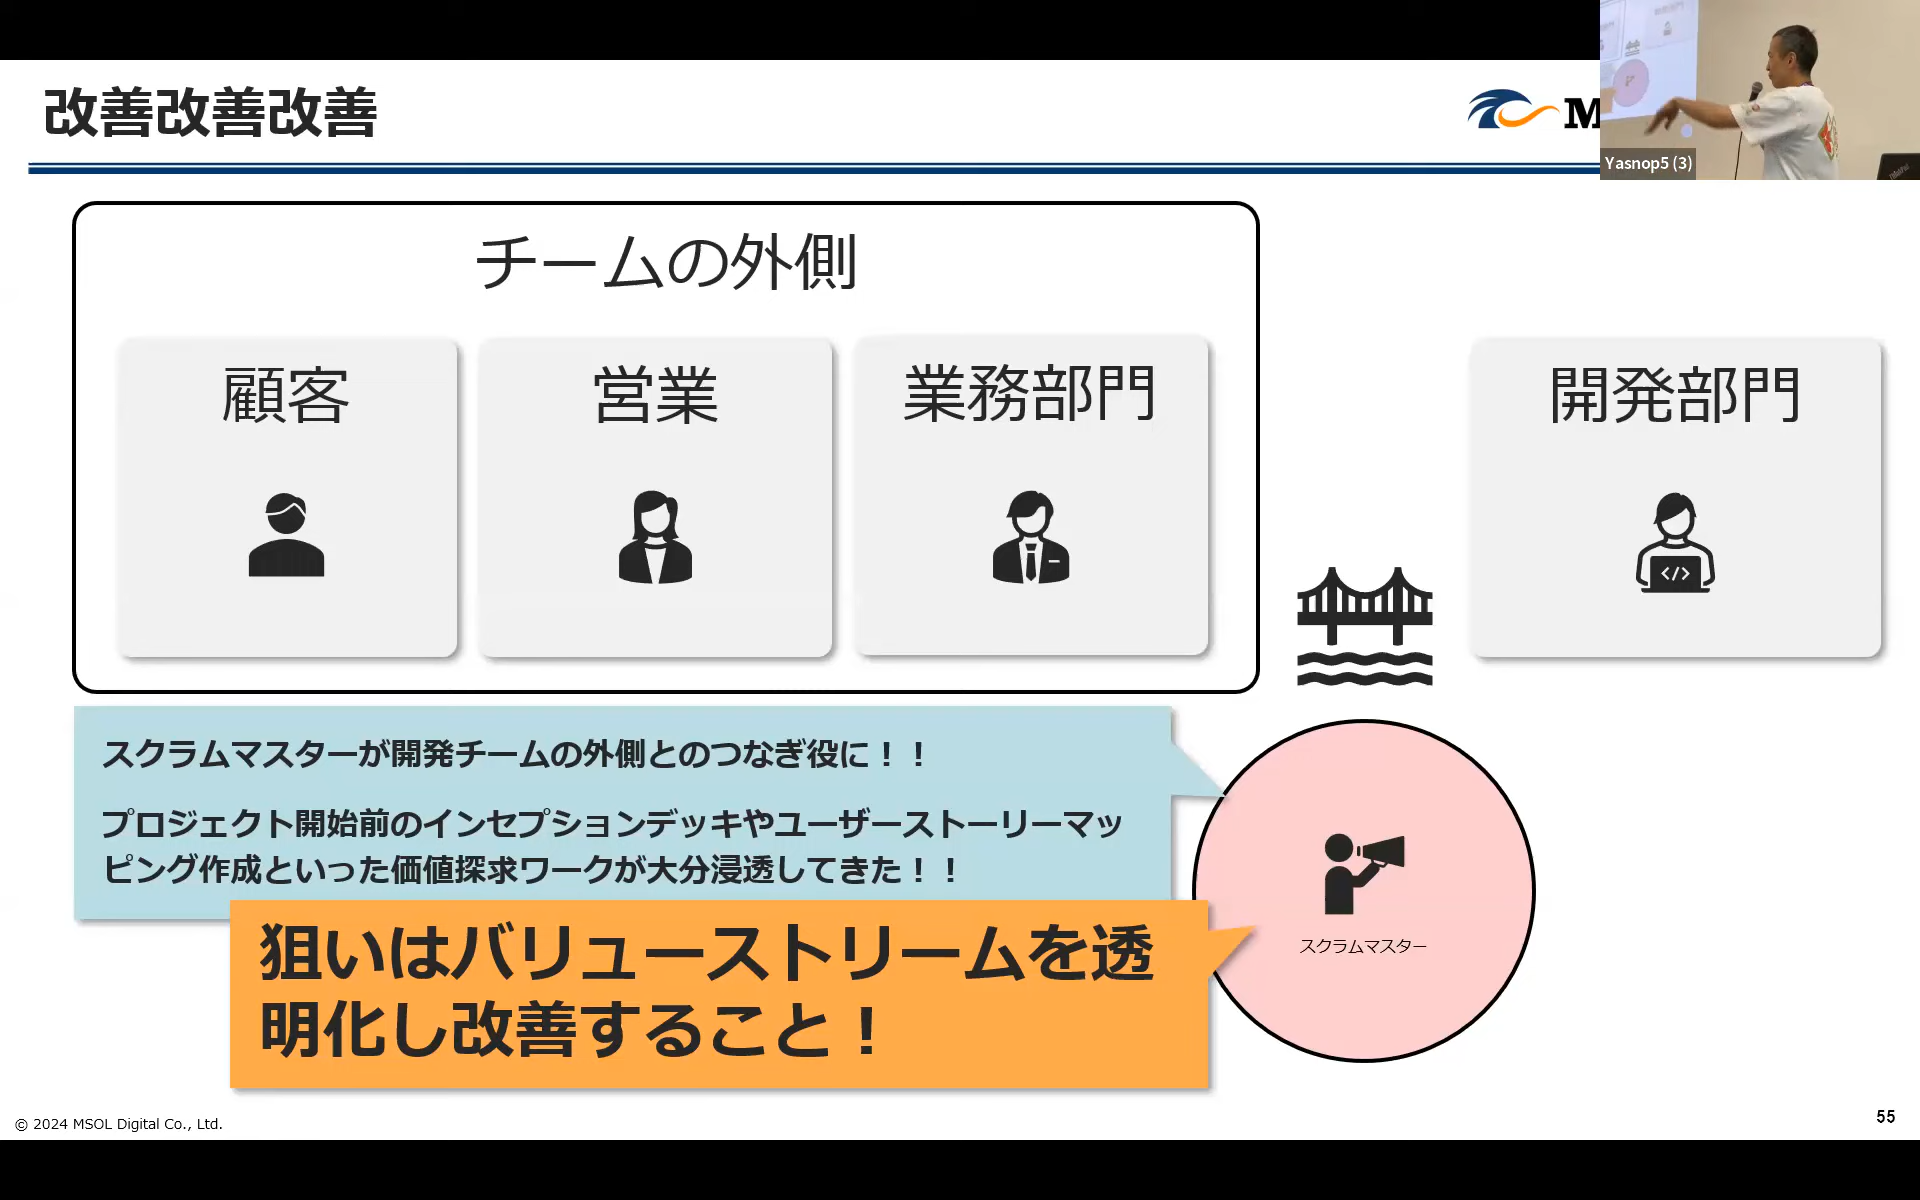 改善改善改善
M
Yasnop5 (3)
チームの外側
顧客
営業
業務部門
開発部門
</>
スクラムマスターが開発チームの外側とのつなぎ役に！！
プロジェクト開始前のインセプションデッキやユーザーストーリーマッ
ピング作成といった価値探求ワークが大分浸透してきた！！
狙いはバリューストリームを透
明化し改善すること！
スクラムマスター
© 2024 MSOL Digital Co., Ltd.
55